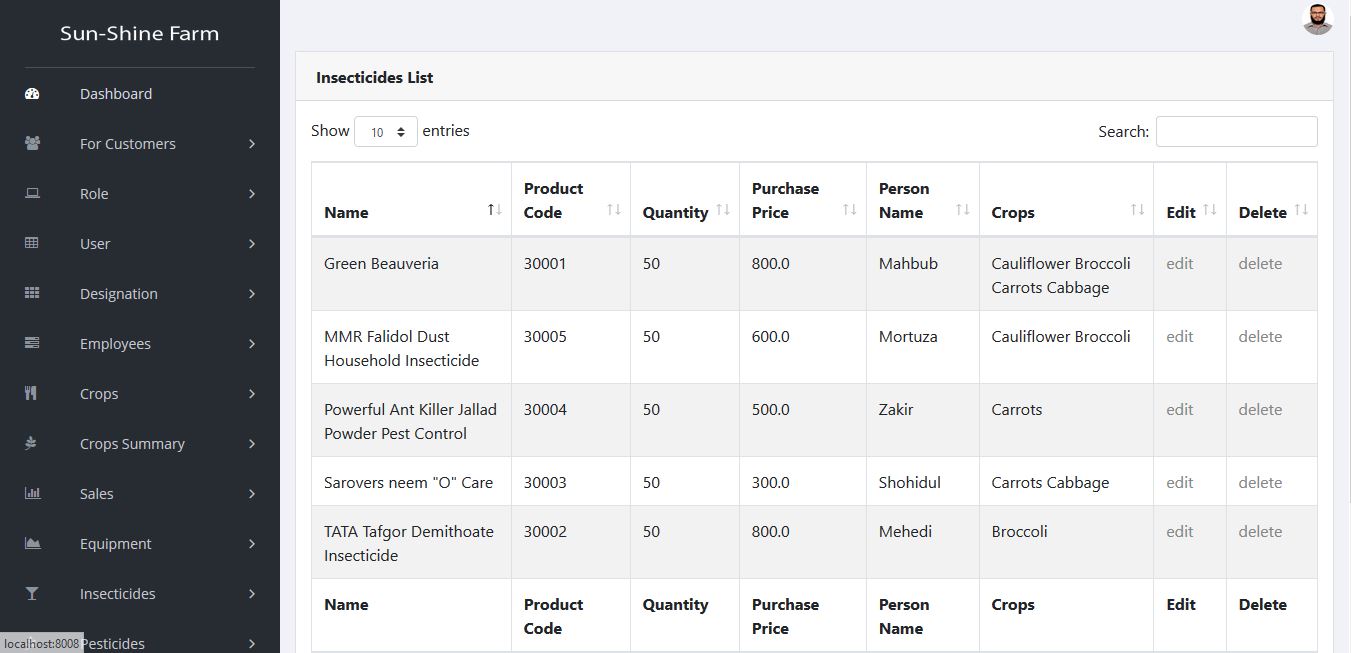 Sun-Shine Farm
Dashboard
For Customers
Role
User
Designation
Employees
Crops
Crops Summary
Sales
Equipment
Insecticides
Pesticides
localhost:8008
Insecticides List
Show 10 entries
Search:
Name Product Code Quantity Purchase Price Person Name Crops Edit Delete
Green Beauveria 30001 50 800.0 Mahbub Cauliflower Broccoli edit delete
Carrots Cabbage
MMR Falidol Dust 30005 50 600.0 Mortuza Cauliflower Broccoli edit delete
Household Insecticide
Powerful Ant Killer Jallad 30004 50 500.0 Zakir Carrots edit delete
Powder Pest Control
Sarovers neem "O" Care 30003 50 300.0 Shohidul Carrots Cabbage edit delete
TATA Tafgor Demithoate 30002 50 800.0 Mehedi Broccoli edit delete
Insecticide
Name Product Code Quantity Purchase Price Person Name Crops Edit Delete